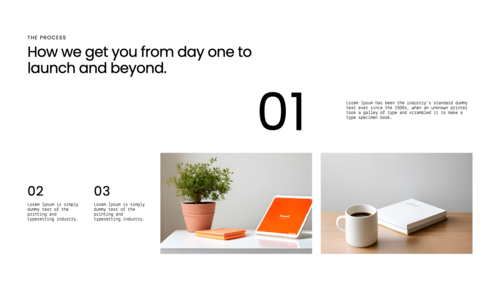 THE PROCESS
How we get you from day one to
launch and beyond.
01
Lorem Ipsum has been the industry's standard dummy
text ever since the 1500s, when an unknown printer
took a galley of type and scrambled it to make a
type specimen book.
02
03
Lorem Ipsum is simply
dummy text of the
printing and
typesetting industry.
Lorem Ipsum is simply
dummy text of the
printing and
typesetting industry.